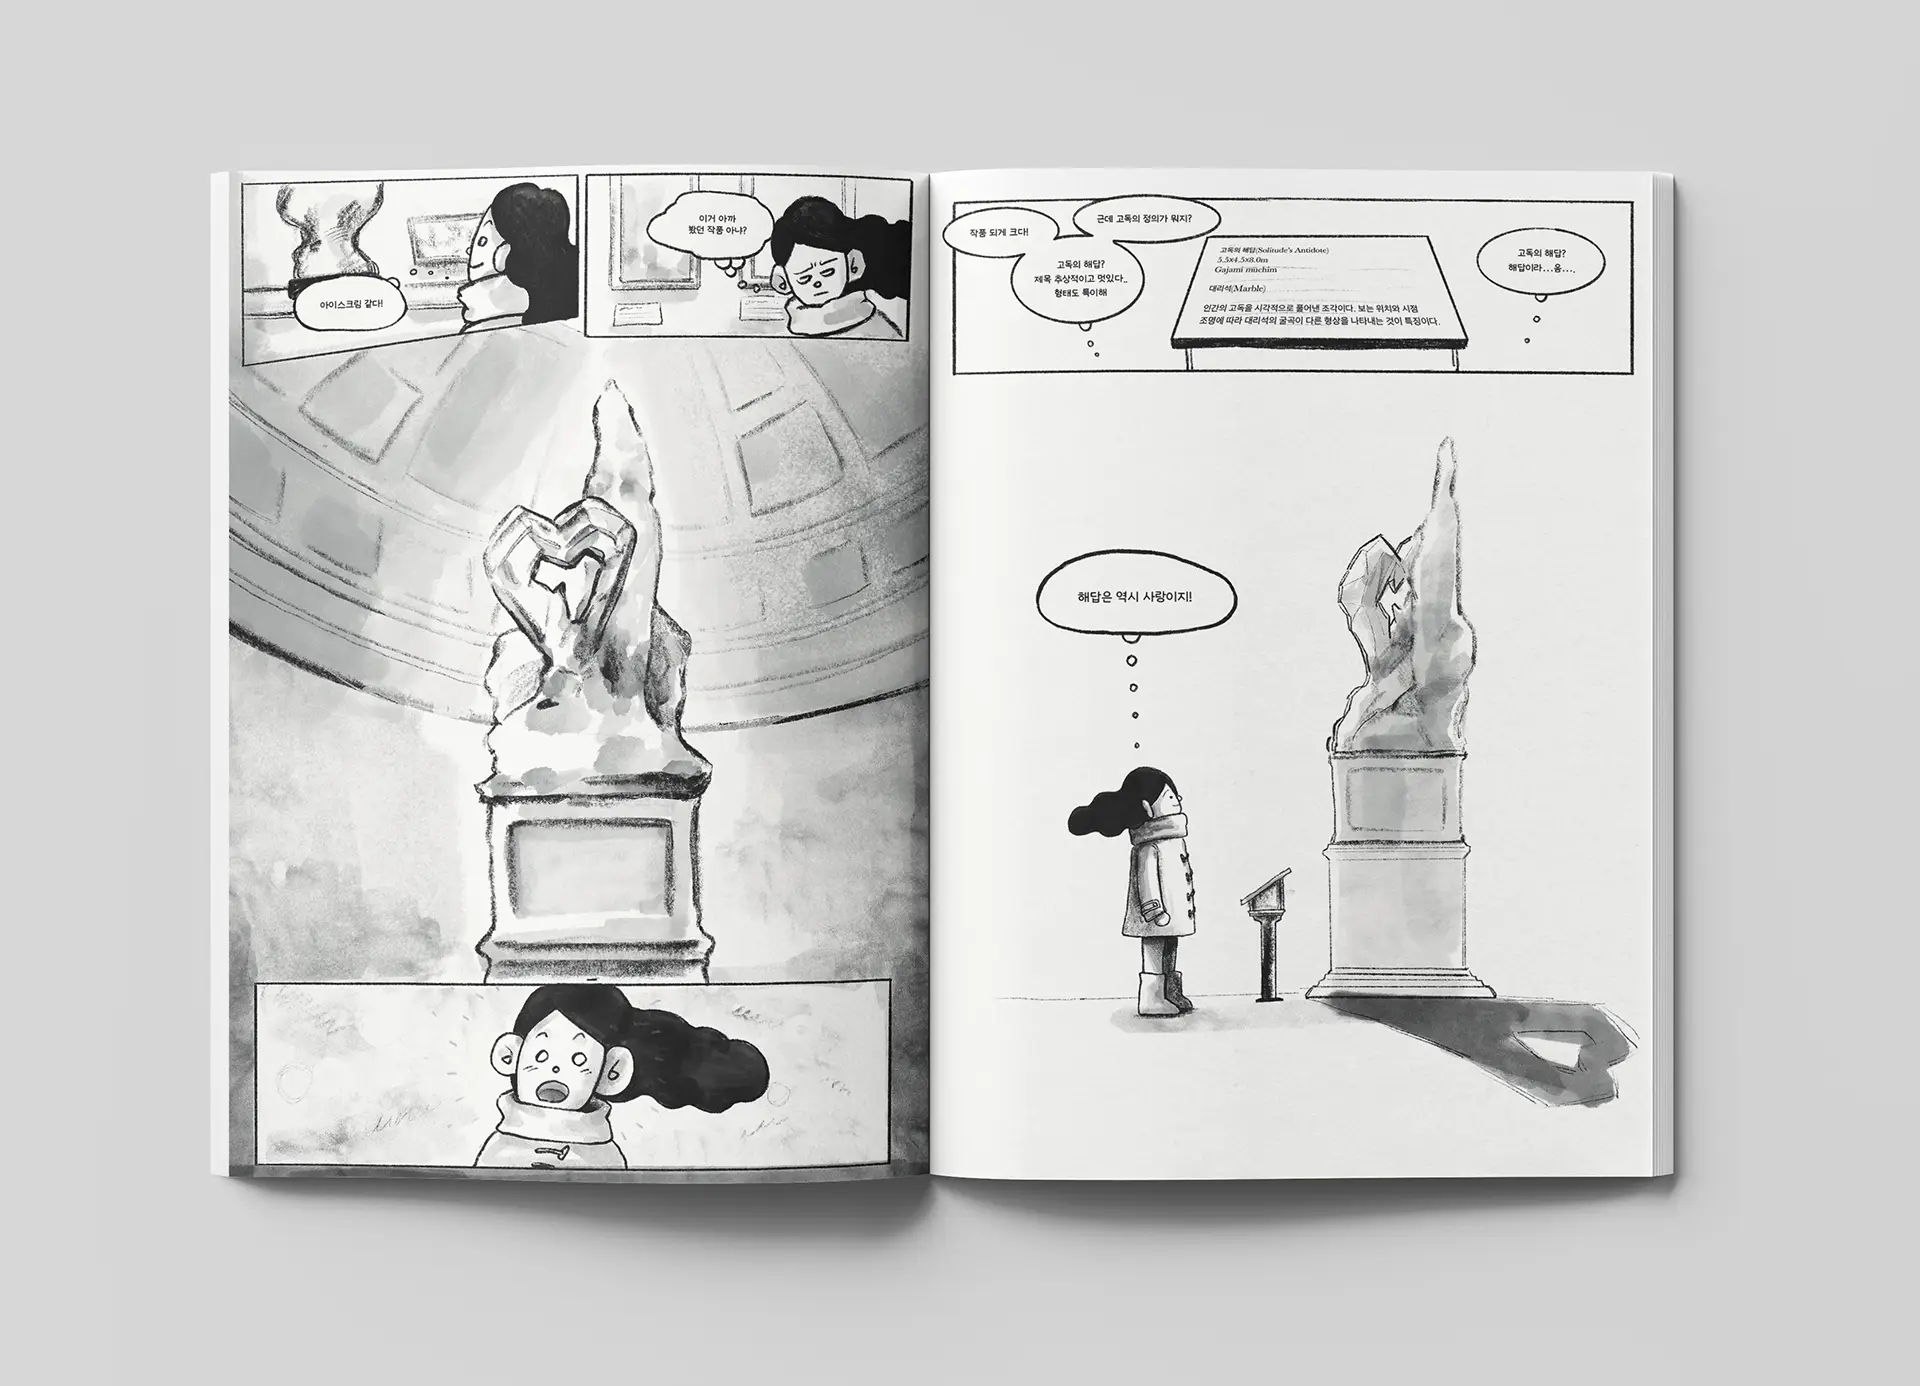 아이스크림 같다!
이거 아까
봤던 작품 아냐?
작품 되게 크다!
근데 고독의 정의가 뭐지?
고독의 해답?
제목 추상적이고 멋있다..
형태도 특이해
고독의 해답(Solitude's Antidote)
5.5x4.5x8.0m
Gajami muchim
대리석(Marble)
인간의 고독을 시각적으로 풀어낸 조각이다. 보는 위치와 시점
조명에 따라 대리석의 굴곡이 다른 형상을 나타내는 것이 특징이다.
고독의 해답?
해답이라...음....
해답은 역시 사랑이지!